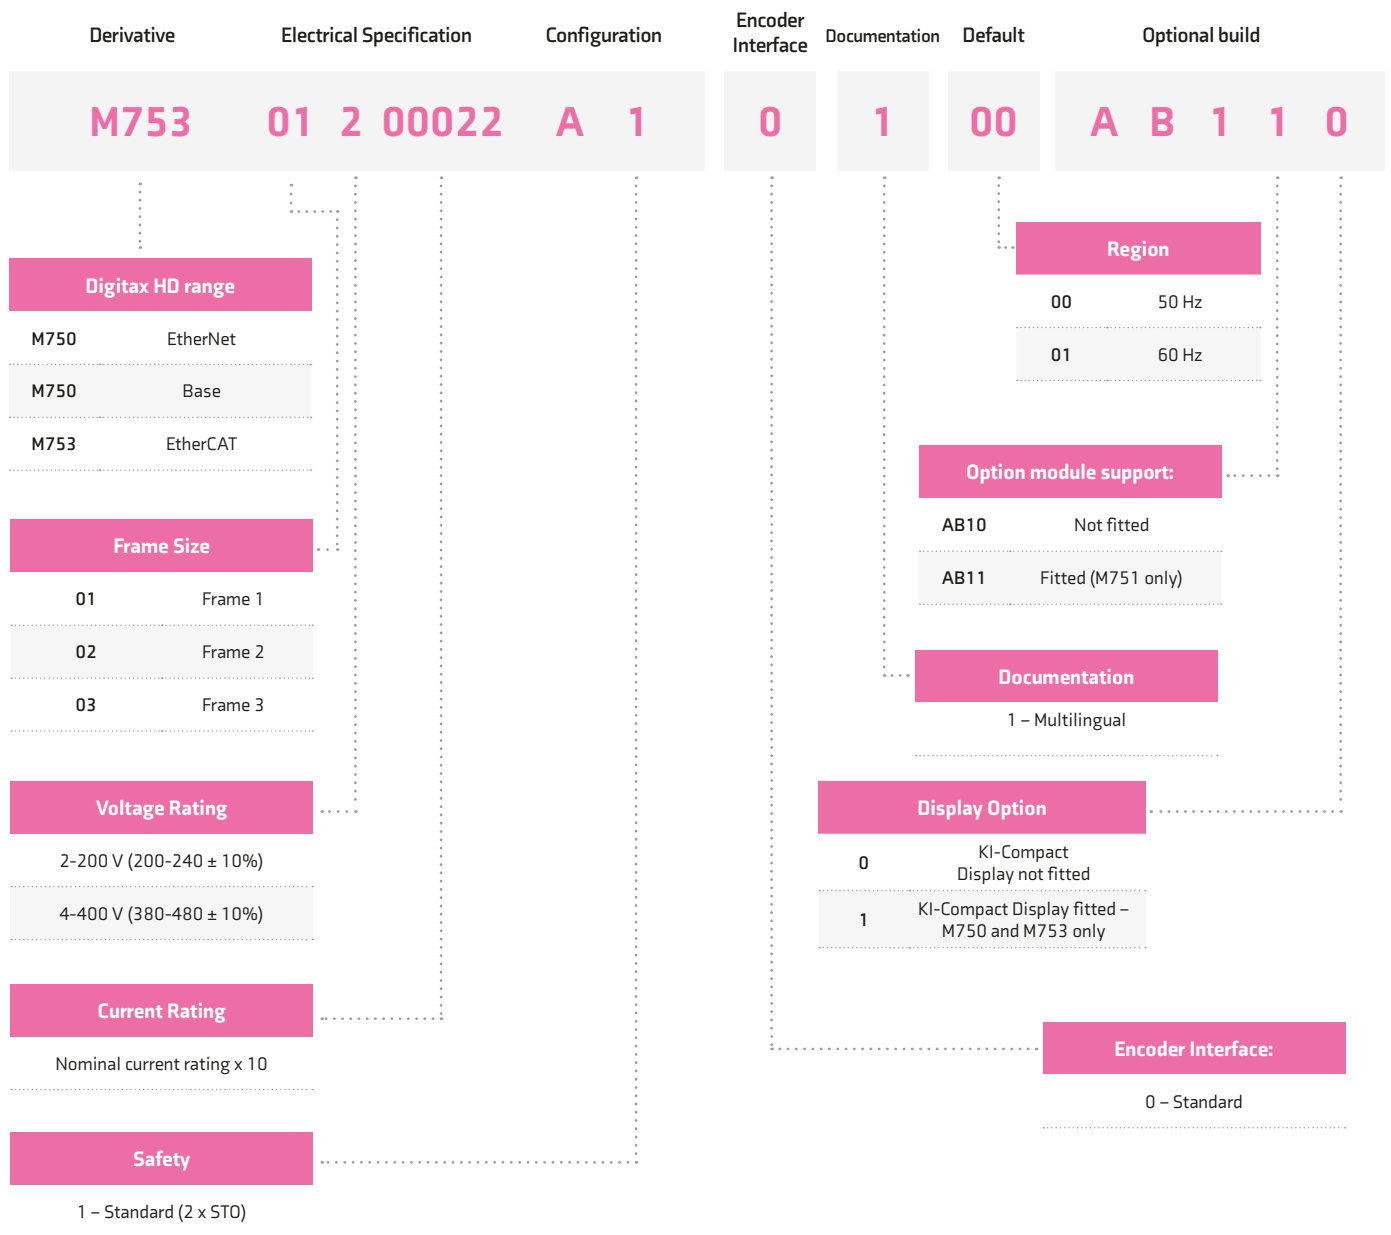 Derivative
Electrical Specification
Configuration
Encoder
Interface
Documentation
Default
Optional build
M753 01 2 00022 A 1 0 1 00 A B 1 1 0
Digitax HD range
M750 EtherNet
M750 Base
M753 EtherCAT
Frame Size
01 Frame 1
02 Frame 2
03 Frame 3
Voltage Rating
2-200 V (200-240 ± 10%)
4-400 V (380-480 ± 10%)
Current Rating
Nominal current rating x 10
Safety
1 – Standard (2 x STO)
Region
00 50 Hz
01 60 Hz
Option module support:
AB10 Not fitted
AB11 Fitted (M751 only)
Documentation
1 – Multilingual
Display Option
0 KI-Compact
Display not fitted
1 KI-Compact Display fitted –
M750 and M753 only
Encoder Interface:
0 – Standard